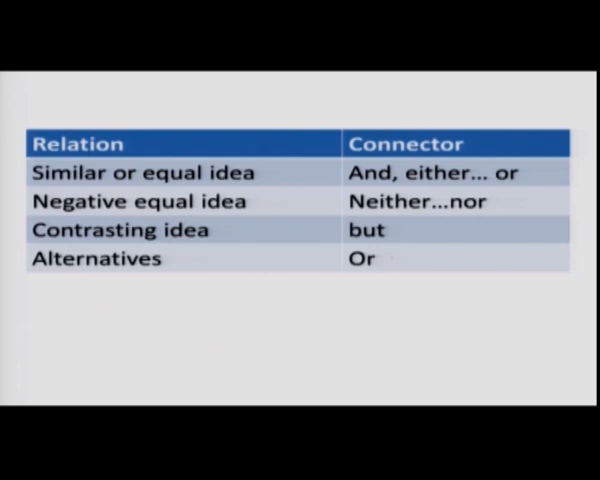 Relation Connector
Similar or equal idea And, either... or
Negative equal idea Neither...nor
Contrasting idea but
Alternatives Or